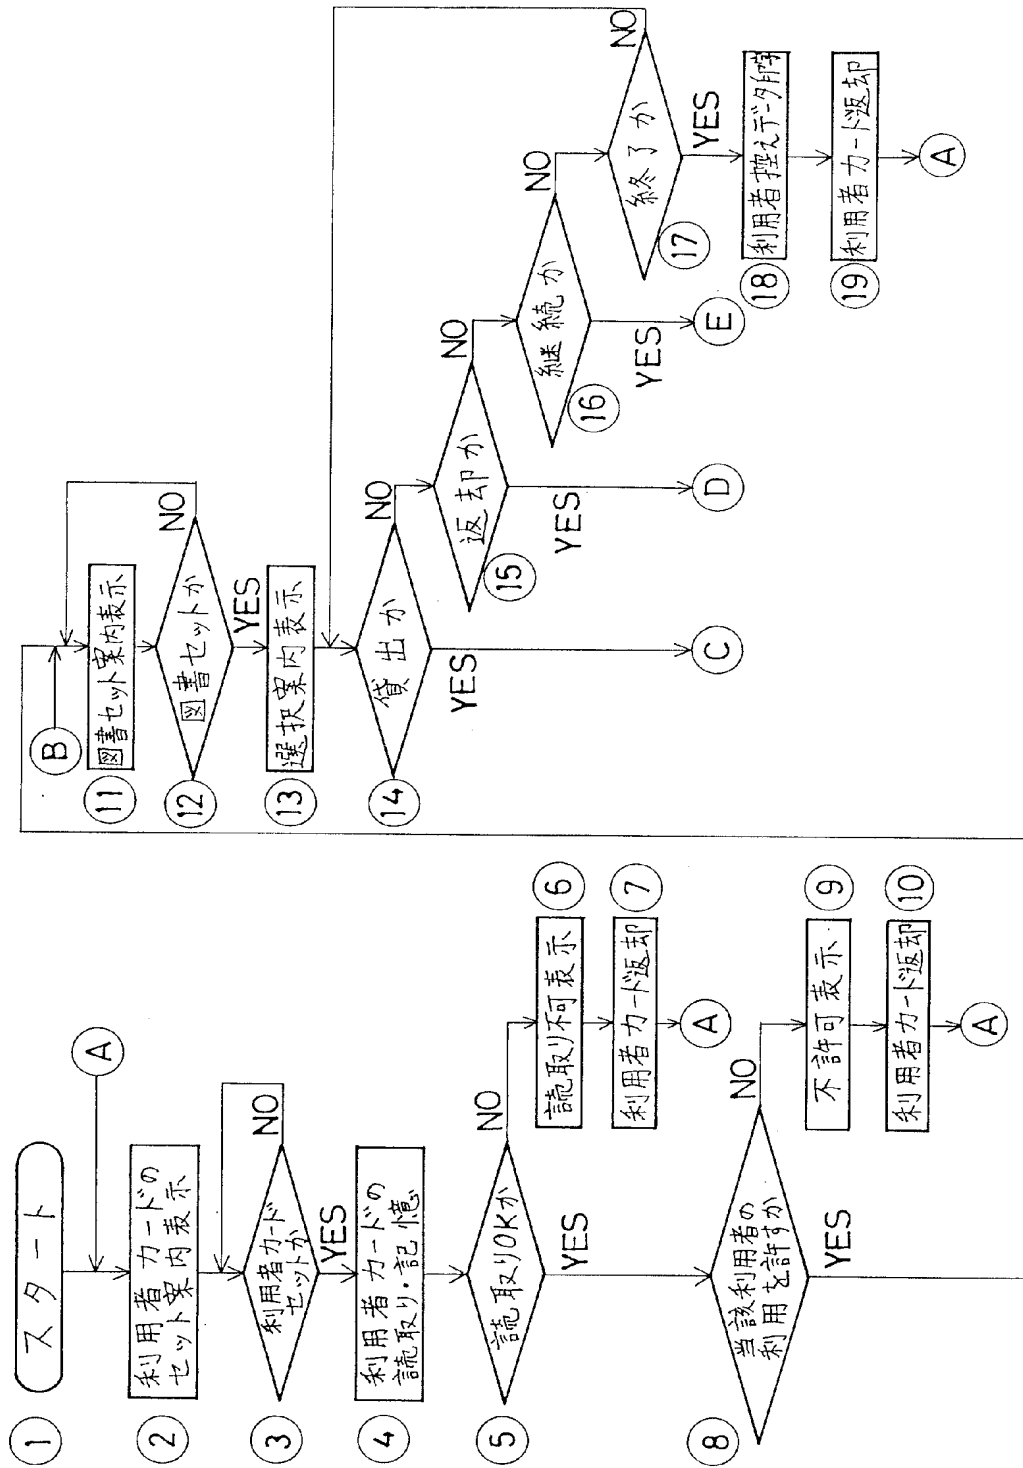 ① スタート
Ⓐ
② 利用者カードの
セット案内表示
③ 利用者カード
セットか
NO
YES
④ 利用者カードの
読取り・記憶
⑤ 読取りOKか
NO
YES
⑥ 読取り不可表示
⑦ 利用者カード返却
Ⓐ
⑧ 当該利用者の
利用を許すか
NO
YES
⑨ 不許可表示
⑩ 利用者カード返却
Ⓐ
Ⓑ
⑪ 図書セット案内表示
⑫ 図書セットか
NO
YES
⑬ 選択案内表示
⑭ 貸出か
NO
YES
Ⓒ
⑮ 返却か
NO
YES
Ⓓ
⑯ 継続か
NO
YES
Ⓔ
⑰ 終了か
NO
YES
⑱ 利用者控えデータ印字
⑲ 利用者カード返却
Ⓐ